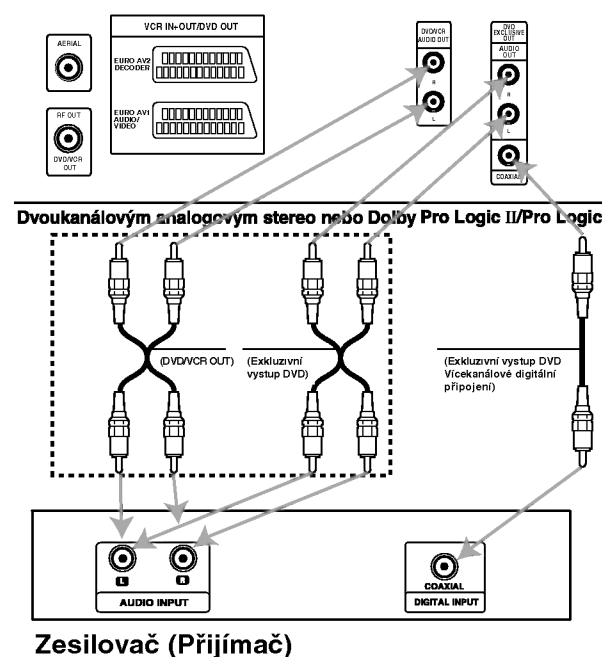 VCR IN+OUT/DVD OUT
AERIAL
EURO AV2
DECODER
RF OUT
DVD/VCR
OUT
EURO AV1
AUDIO/
VIDEO
DVD/VCR
AUDIO OUT
R
L
DVD
EXCLUSIVE
OUT
AUDIO
OUT
R
L
COAXIAL
Dvoukanálovým analogovým stereo nebo Dolby Pro Logic II/Pro Logic
(DVD/VCR OUT)
(Exkluzivní
vystup DVD)
(Exkluzivní vystup DVD
Vícekanálové digitální
připojení)
L
R
AUDIO INPUT
COAXIAL
DIGITAL INPUT
Zesilovač (Přijímač)